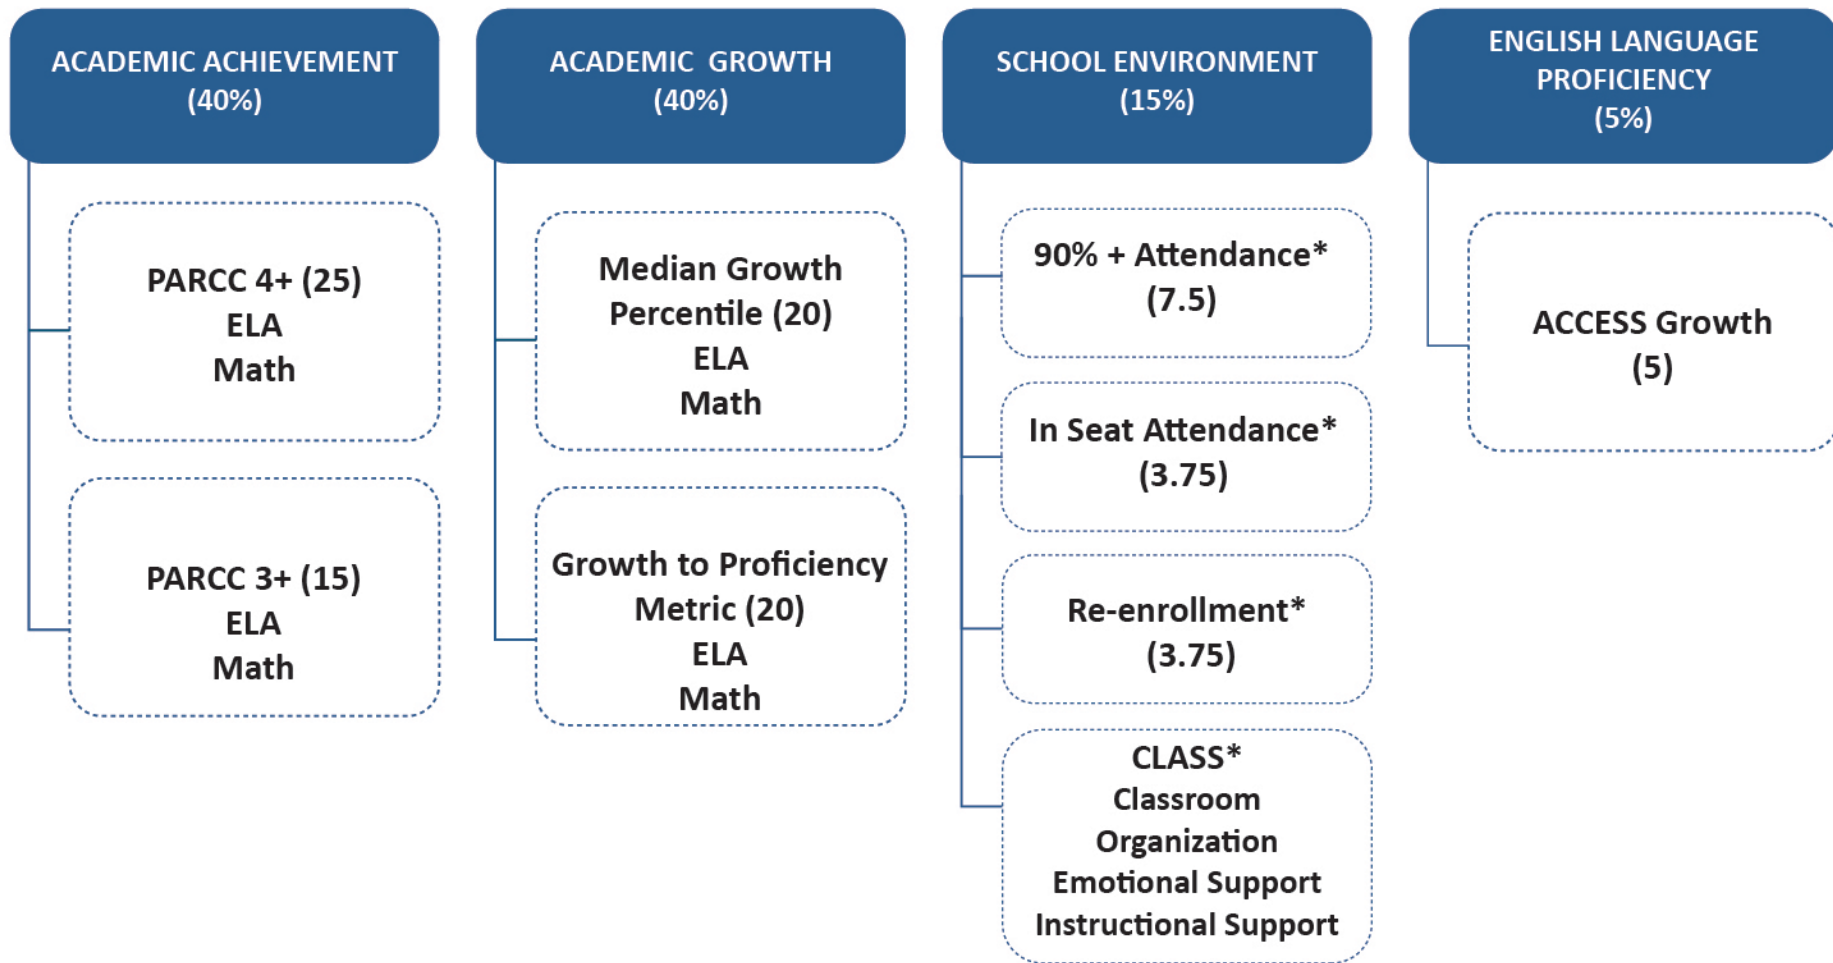 ACADEMIC ACHIEVEMENT
(40%)
PARCC 4+ (25)
ELA
Math
PARCC 3+ (15)
ELA
Math
ACADEMIC GROWTH
(40%)
Median Growth
Percentile (20)
ELA
Math
Growth to Proficiency
Metric (20)
ELA
Math
SCHOOL ENVIRONMENT
(15%)
90% + Attendance*
(7.5)
In Seat Attendance*
(3.75)
Re-enrollment*
(3.75)
CLASS*
Classroom
Organization
Emotional Support
Instructional Support
ENGLISH LANGUAGE
PROFICIENCY
(5%)
ACCESS Growth
(5)